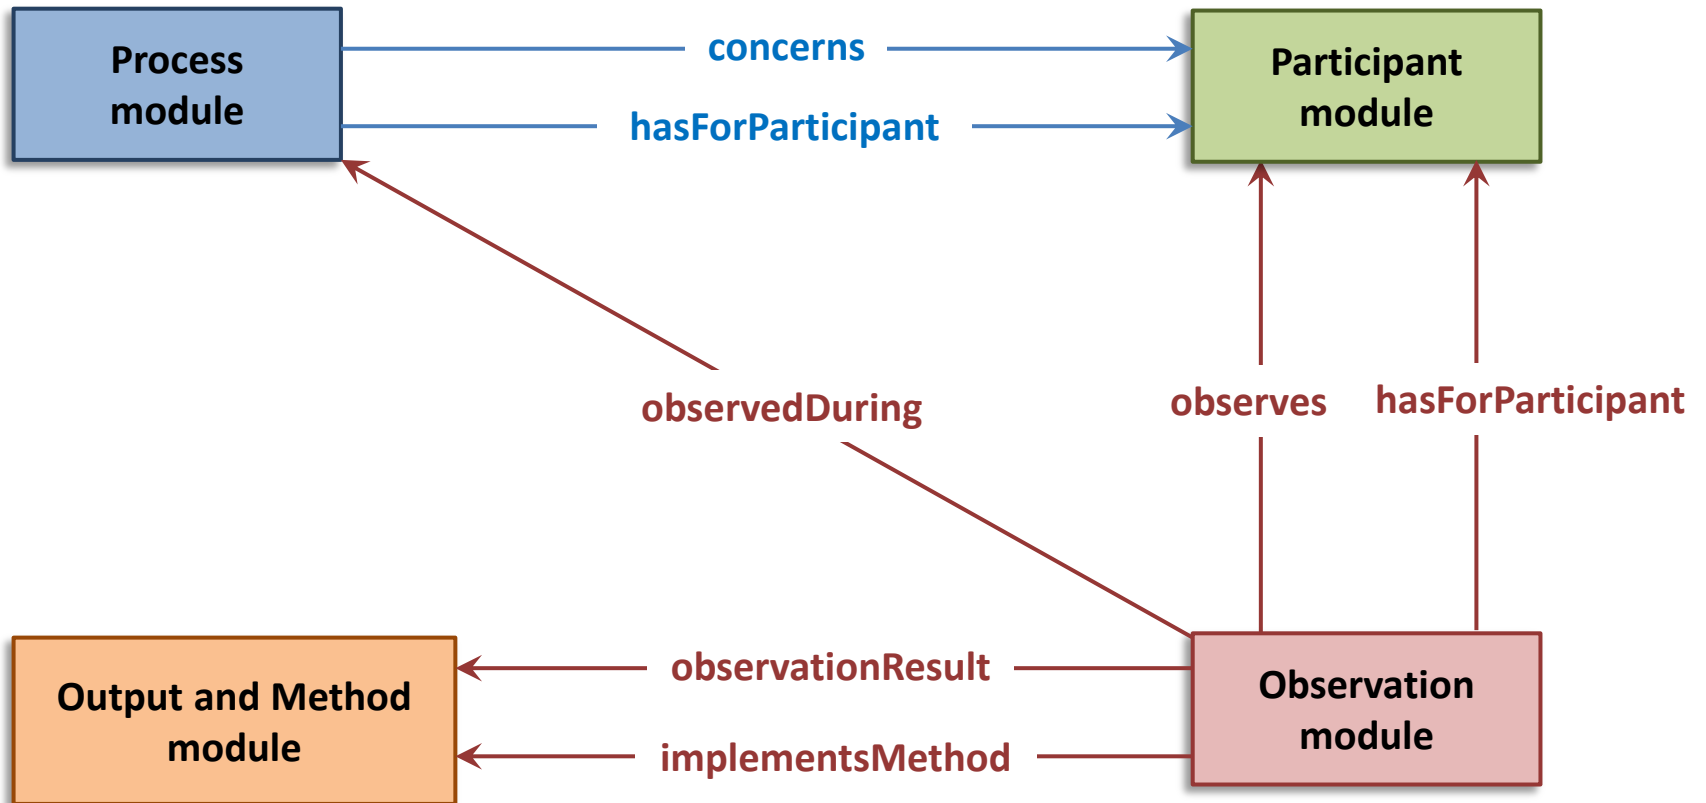 Process
module
concerns
hasForParticipant
Participant
module
observedDuring
observes
hasForParticipant
Output and Method
module
observationResult
implementsMethod
Observation
module